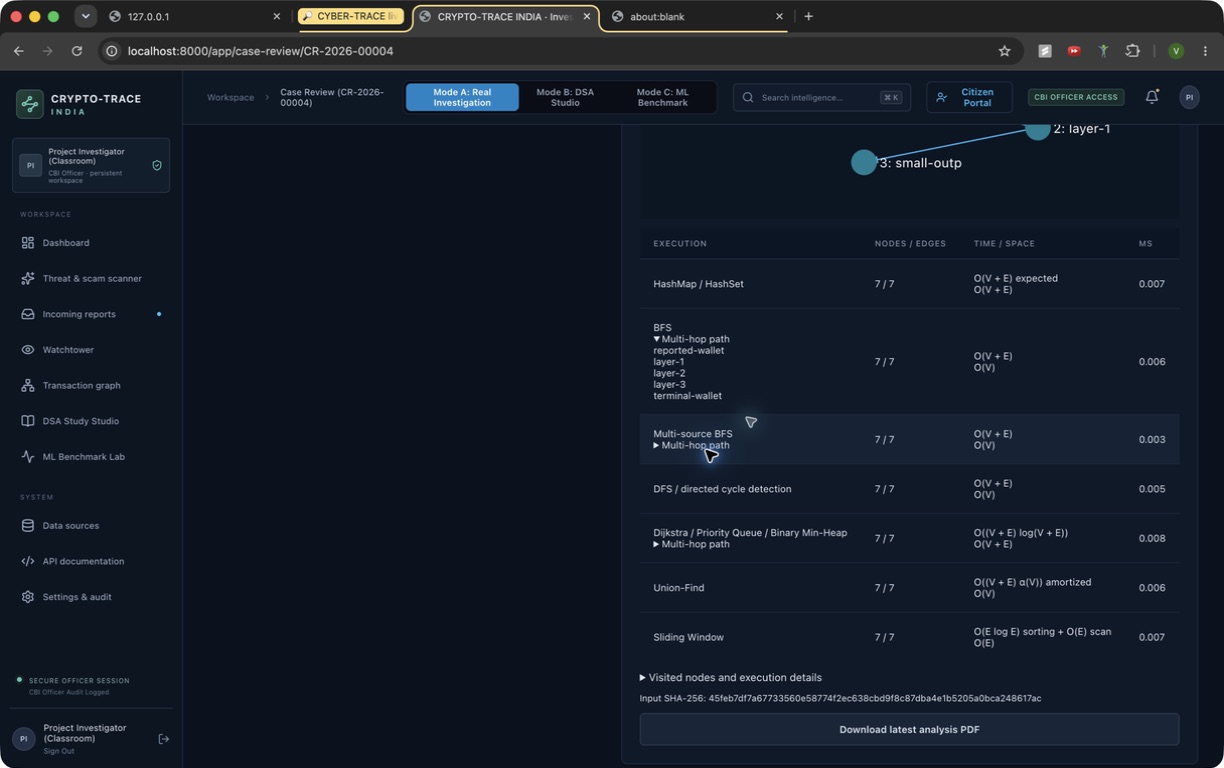 127.0.0.1
CYBER-TRACE
CRYPTO-TRACE INDIA - Inves
about:blank
localhost:8000/app/case-review/CR-2026-00004
V
CRYPTO-TRACE
INDIA
Workspace
Case Review (CR-2026-
00004)
Mode A: Real
Investigation
Mode B: DSA
Studio
Mode C: ML
Benchmark
Search intelligence...
⌘ K
Citizen
Portal
CBI OFFICER ACCESS
PI
PI
Project Investigator
(Classroom)
CBI Officer · persistent
workspace
WORKSPACE
Dashboard
Threat & scam scanner
Incoming reports
Watchtower
Transaction graph
DSA Study Studio
ML Benchmark Lab
SYSTEM
Data sources
API documentation
Settings & audit
SECURE OFFICER SESSION
CBI Officer Audit Logged
PI
Project Investigator
(Classroom)
Sign Out
2: layer-1
3: small-outp
EXECUTION NODES / EDGES TIME / SPACE MS
HashMap / HashSet 7 / 7 O(V + E) expected 0.007
O(V + E)
BFS
▼Multi-hop path
reported-wallet
layer-1 7 / 7 O(V + E) 0.006
layer-2 O(V)
layer-3
terminal-wallet
Multi-source BFS 7 / 7 O(V + E) 0.003
▶Multi-hop path O(V)
DFS / directed cycle detection 7 / 7 O(V + E) 0.005
O(V)
Dijkstra / Priority Queue / Binary Min-Heap 7 / 7 O((V + E) log(V + E)) 0.008
▶Multi-hop path O(V + E)
Union-Find 7 / 7 O((V + E) α(V)) amortized 0.006
O(V)
Sliding Window 7 / 7 O(E log E) sorting + O(E) scan 0.007
O(E)
▶Visited nodes and execution details
Input SHA-256: 45feb7df7a67733560e58774f2ec638cbd9f8c87dba4e1b5205a0bca248617ac
Download latest analysis PDF